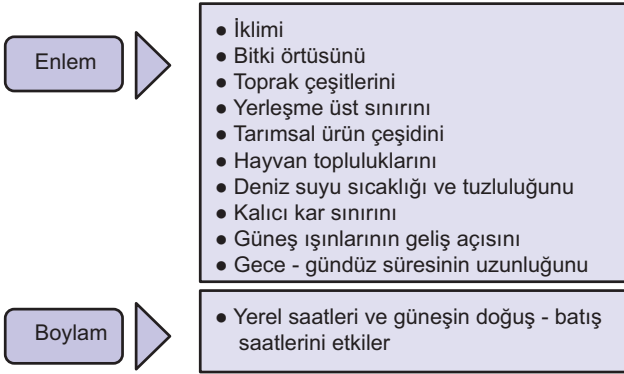 Enlem
● İklimi
● Bitki örtüsünü
● Toprak çeşitlerini
● Yerleşme üst sınırını
● Tarımsal ürün çeşidini
● Hayvan topluluklarını
● Deniz suyu sıcaklığı ve tuzluluğunu
● Kalıcı kar sınırını
● Güneş ışınlarının geliş açısını
● Gece - gündüz süresinin uzunluğunu
Boylam
● Yerel saatleri ve güneşin doğuş - batış
saatlerini etkiler